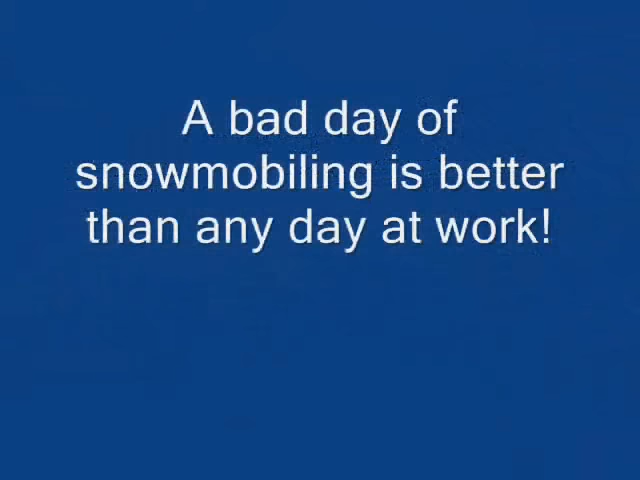 A bad day of
snowmobiling is better
than any day at work!